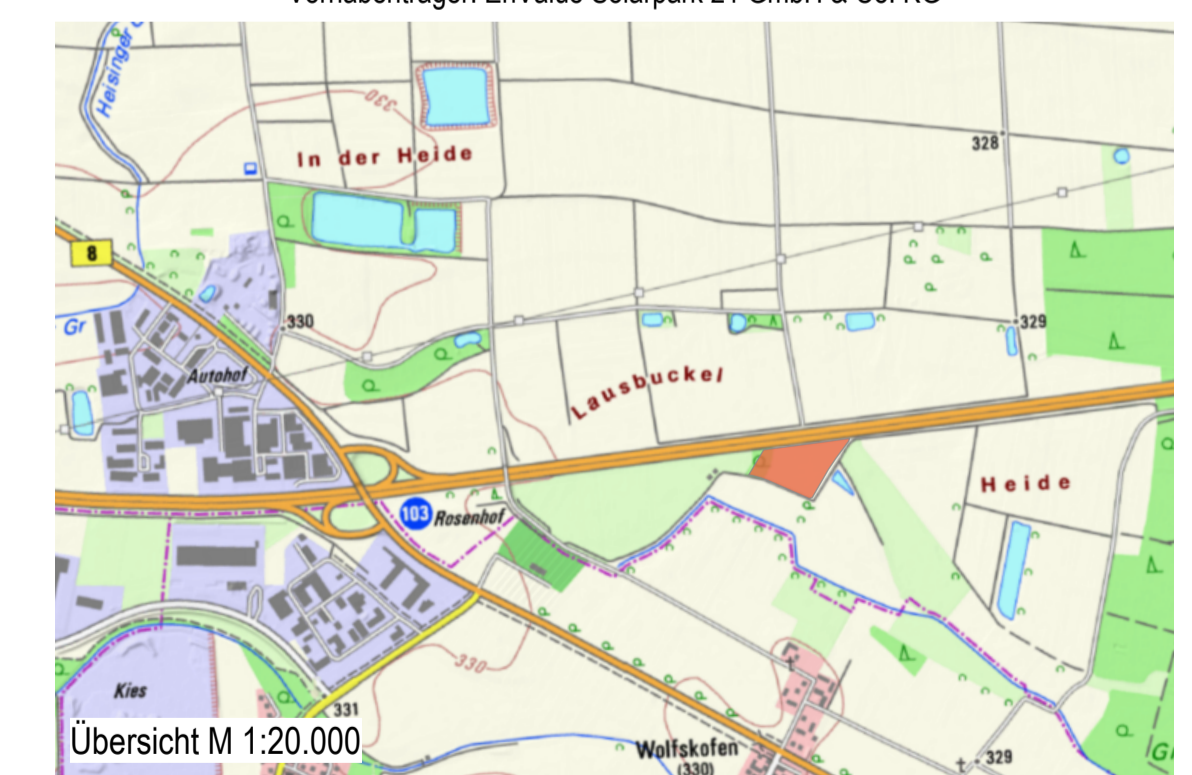 Heisinger
330
In der Heide
328
8
Gr
330
329
Autohof
Lausbuckel
Heide
103
Rosenhof
330
Kies
331
Übersicht M 1:20.000
Wolfskofen
(330)
329